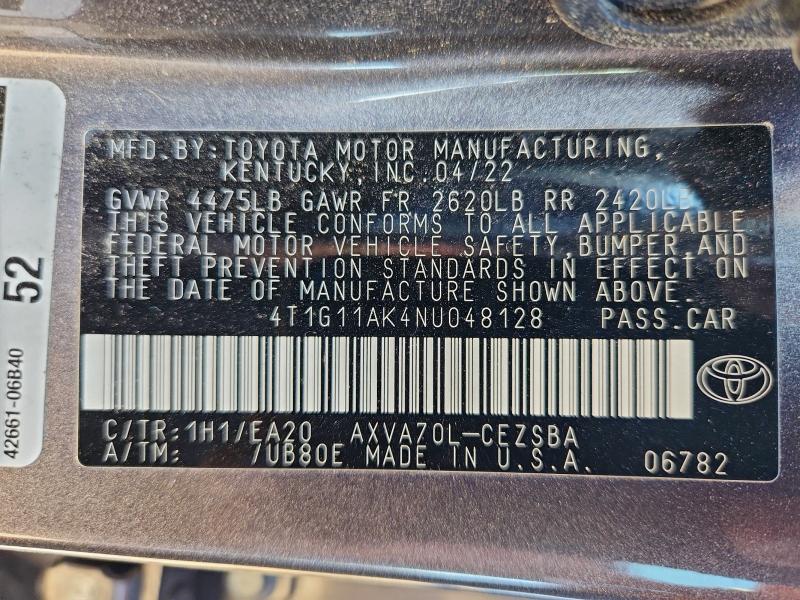 MFD.BY:TOYOTA MOTOR MANUFACTURING,
KENTUCKY,INC.04/22
GVWR 4475LB GAWR FR 2620LB RR 2420LB
THIS VEHICLE CONFORMS TO ALL APPLICABLE
FEDERAL MOTOR VEHICLE SAFETY,BUMPER,AND
THEFT PREVENTION STANDARDS IN EFFECT ON
THE DATE OF MANUFACTURE SHOWN ABOVE.
4T1G11AK4NU048128 PASS.CAR
C/TR:1H1/EA20 AXVA70L-CEZSBA
A/TM: /UB80E MADE IN U.S.A. 06782
52
42661-06B40